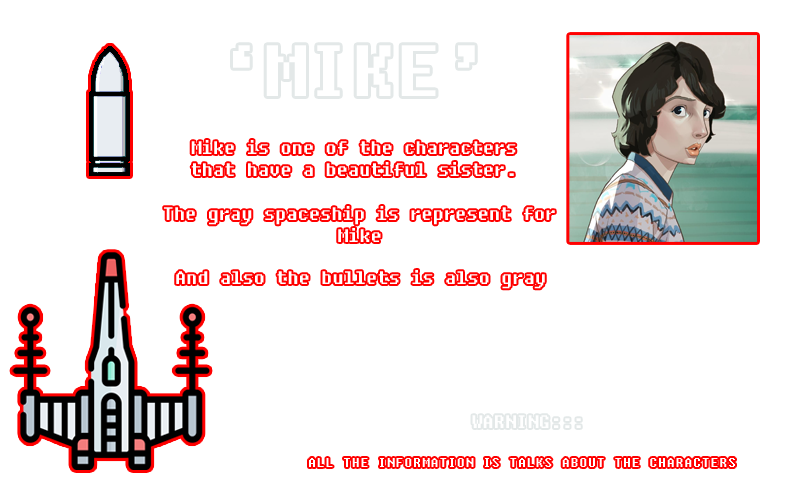 ‘MIKE’
Mike is one of the characters
that have a beautiful sister.
The gray spaceship is represent for
Mike
And also the bullets is also gray
WARNING:::
ALL THE INFORMATION IS TALKS ABOUT THE CHARACTERS